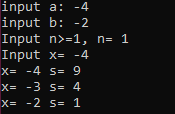 input a: -4
input b: -2
Input n>=1, n= 1
Input x= -4
x= -4 s= 9
x= -3 s= 4
x= -2 s= 1